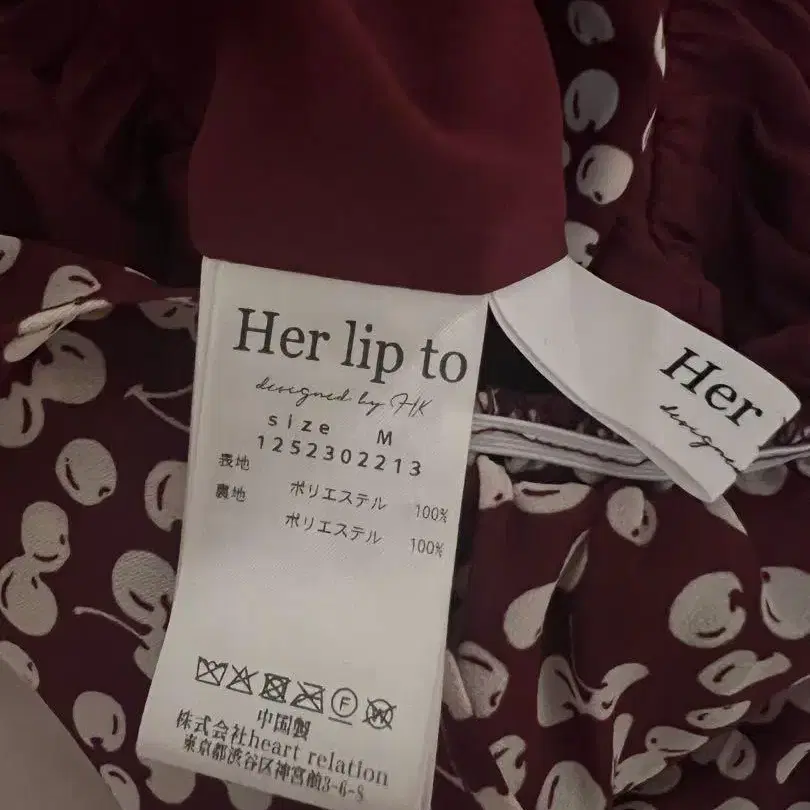 Her lip to
designed by HK
size M
1252302213
表地 ポリエステル 100%
裏地 ポリエステル 100%
F
W
中国製
株式会社heart relation
東京都渋谷区神宮前3-6-8
Her
designe